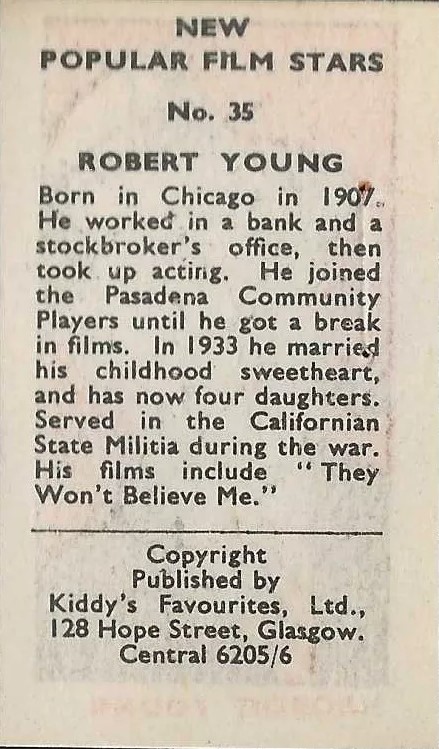 NEW
POPULAR FILM STARS
No. 35
ROBERT YOUNG
Born in Chicago in 1907.
He worked in a bank and a
stockbroker's office, then
took up acting. He joined
the Pasadena Community
Players until he got a break
in films. In 1933 he married
his childhood sweetheart,
and has now four daughters.
Served in the Californian
State Militia during the war.
His films include "They
Won't Believe Me."
Copyright
Published by
Kiddy's Favourites, Ltd.,
128 Hope Street, Glasgow.
Central 6205/6